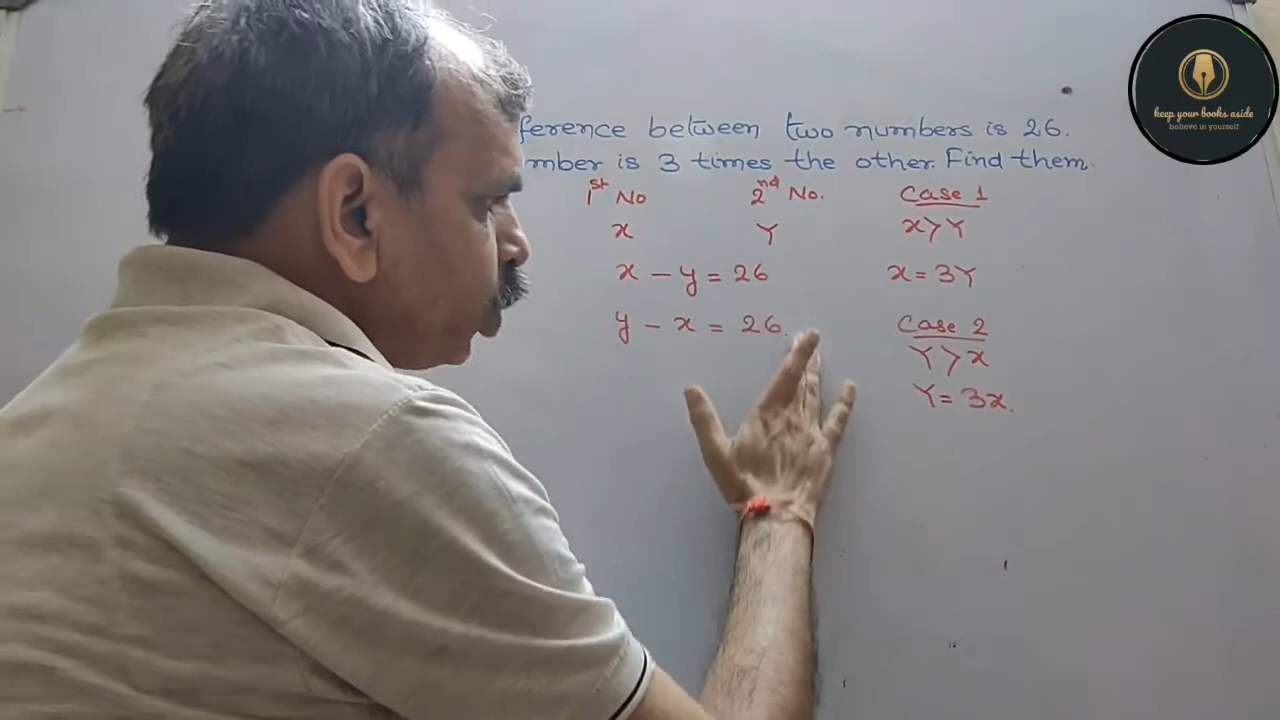 ference between two numbers is 26.
mber is 3 times the other. Find them.
1st No 2nd No. Case 1
x Y x>Y
x - y = 26 x = 3Y
y - x = 26. Case 2
Y > x
Y = 3x.
keep your books aside
believe in yourself